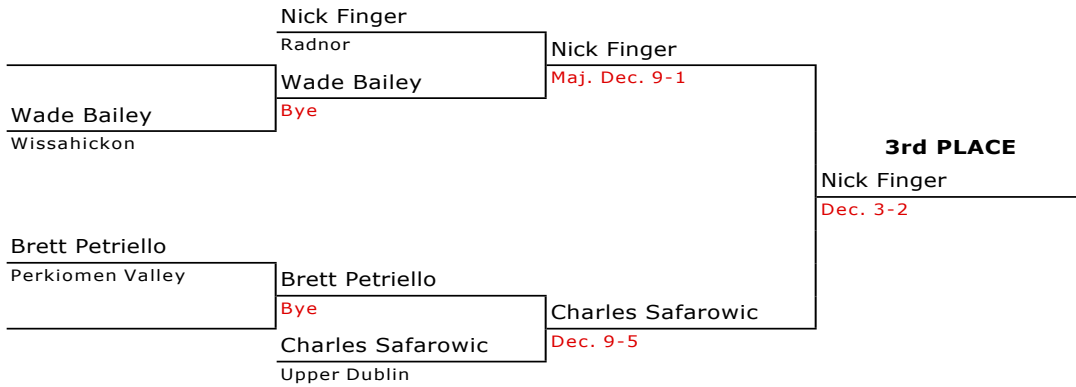 Nick Finger
Radnor
Nick Finger
Wade Bailey
Maj. Dec. 9-1
Bye
Wade Bailey
Wissahickon
3rd PLACE
Nick Finger
Dec. 3-2
Brett Petriello
Perkiomen Valley
Brett Petriello
Bye
Charles Safarowic
Dec. 9-5
Charles Safarowic
Upper Dublin